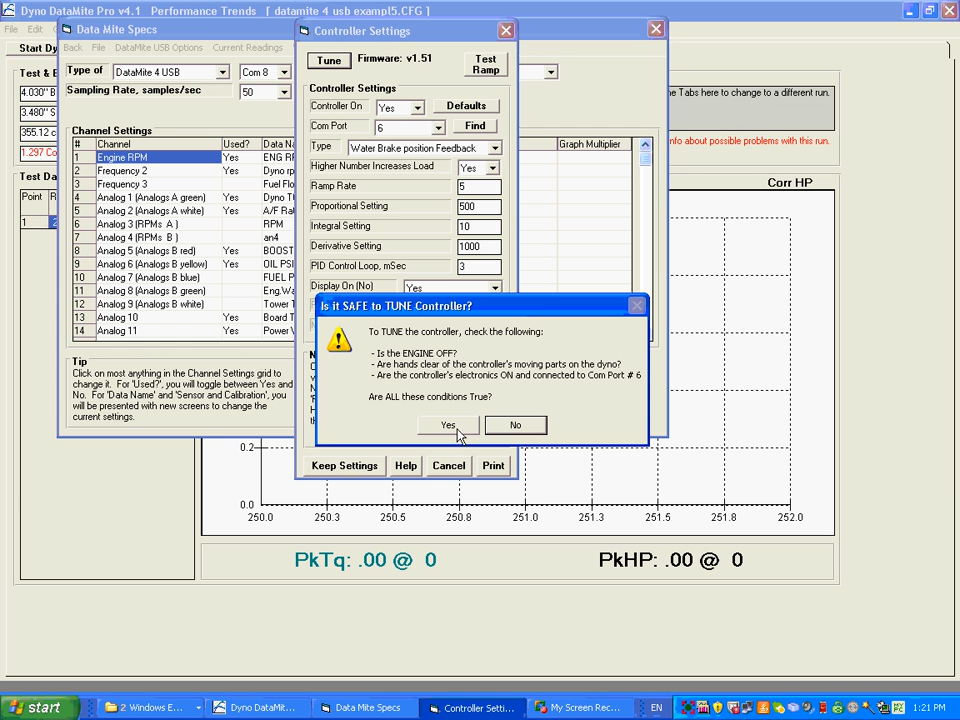 Dyno DataMite Pro v4.1   Performance Trends   [ datamite 4 usb exampl5.CFG ]
File Edit
Start Dy
Data Mite Specs
Back File DataMite USB Options Current Readings
Type of DataMite 4 USB Com 8
Sampling Rate, samples/sec 50
Test & E
4.030" B
3.480" S
355.12 c
1.297 Co
Test Da
Point
1 2
Channel Settings
# Channel Used? Data Na
1 Engine RPM Yes ENG RF
2 Frequency 2 Yes Dyno rp
3 Frequency 3 Fuel Flo
4 Analog 1 (Analogs A green) Yes Dyno TC
5 Analog 2 (Analogs A white) Yes A/F Rat
6 Analog 3 (RPMs A ) RPM
7 Analog 4 (RPMs B ) an4
8 Analog 5 (Analogs B red) Yes BOOST
9 Analog 6 (Analogs B yellow) Yes OIL PSI
10 Analog 7 (Analogs B blue) FUEL P
11 Analog 8 (Analogs B green) Eng.Wa
12 Analog 9 (Analogs B white) Tower T
13 Analog 10 Yes Board T
14 Analog 11 Yes Power V
Tip
Click on most anything in the Channel Settings grid to
change it. For 'Used?', you will toggle between Yes and
No. For 'Data Name' and 'Sensor and Calibration', you
will be presented with new screens to change the
current settings.
Controller Settings
Tune Firmware: v1.51 Test Ramp
Controller Settings
Controller On Yes Defaults
Com Port 6 Find
Type Water Brake position Feedback
Higher Number Increases Load Yes
Ramp Rate 5
Proportional Setting 500
Integral Setting 10
Derivative Setting 1000
PID Control Loop, mSec 3
Display On (No) Yes
Graph Multiplier
he Tabs here to change to a different run.
nfo about possible problems with this run.
Corr HP
Is it SAFE to TUNE Controller?
To TUNE the controller, check the following:
- Is the ENGINE OFF?
- Are hands clear of the controller's moving parts on the dyno?
- Are the controller's electronics ON and connected to Com Port # 6
Are ALL these conditions True?
Yes No
Keep Settings Help Cancel Print
0.2
0.0
250.0 250.3 250.5 250.8 251.0 251.3 251.5 251.8 252.0
PkTq: .00 @ 0 PkHP: .00 @ 0
start 2 Windows E... Dyno DataMit... Data Mite Specs Controller Setti... My Screen Rec... EN 1:21 PM